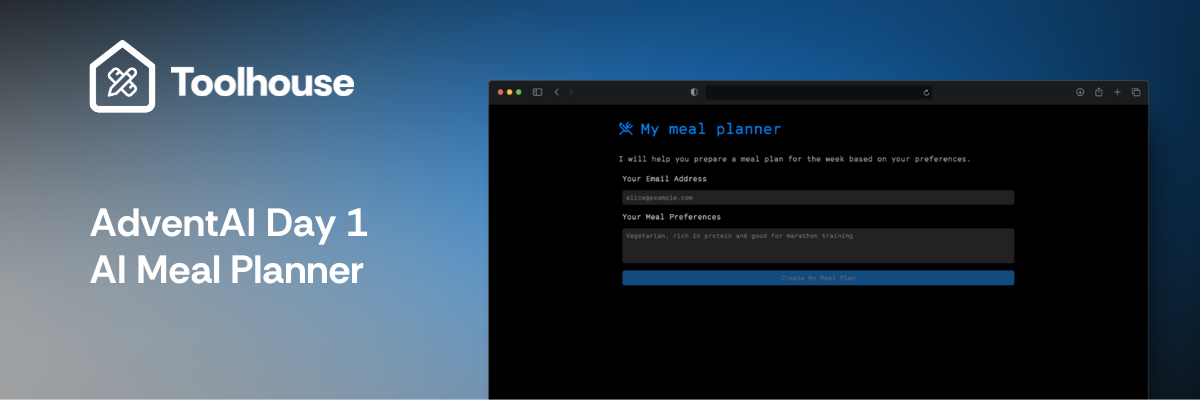 Toolhouse
AdventAI Day 1
AI Meal Planner
My meal planner
I will help you prepare a meal plan for the week based on your preferences.
Your Email Address
alice@example.com
Your Meal Preferences
Vegetarian, rich in protein and good for marathon training
Create My Meal Plan